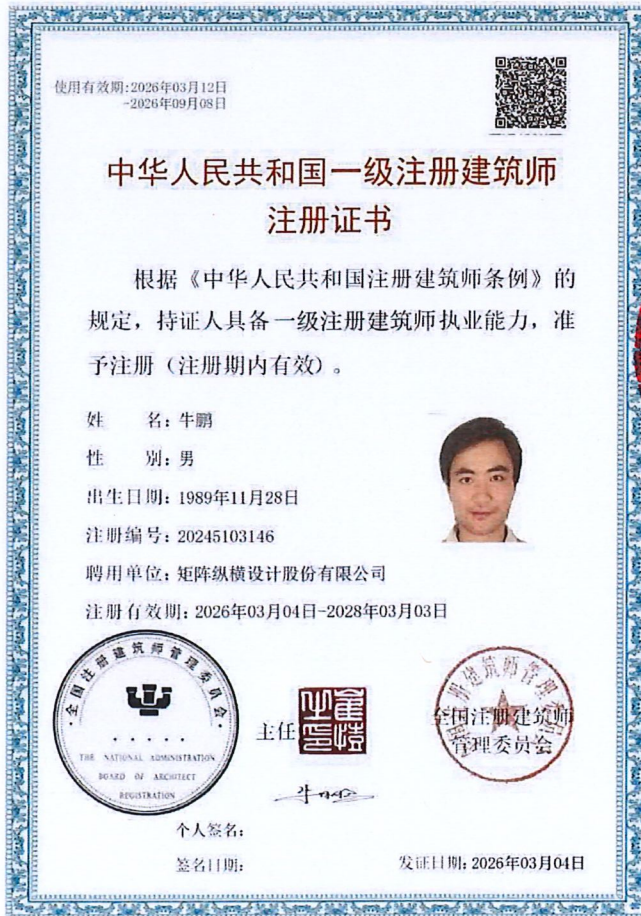 使用有效期:2026年03月12日
-2026年09月08日
中华人民共和国一级注册建筑师
注册证书
根据《中华人民共和国注册建筑师条例》的
规定，持证人具备一级注册建筑师执业能力，准
予注册（注册期内有效）。
姓　　名: 牛鹏
性　　别: 男
出生日期: 1989年11月28日
注册编号: 20245103146
聘用单位: 矩阵纵横设计股份有限公司
注册有效期: 2026年03月04日-2028年03月03日
全国注册建筑师管理委员会
THE NATIONAL ADMINISTRATION
BOARD OF ARCHITECT
REGISTRATION
主任
全国注册建筑师
管理委员会
个人签名:
签名日期:
发证日期: 2026年03月04日